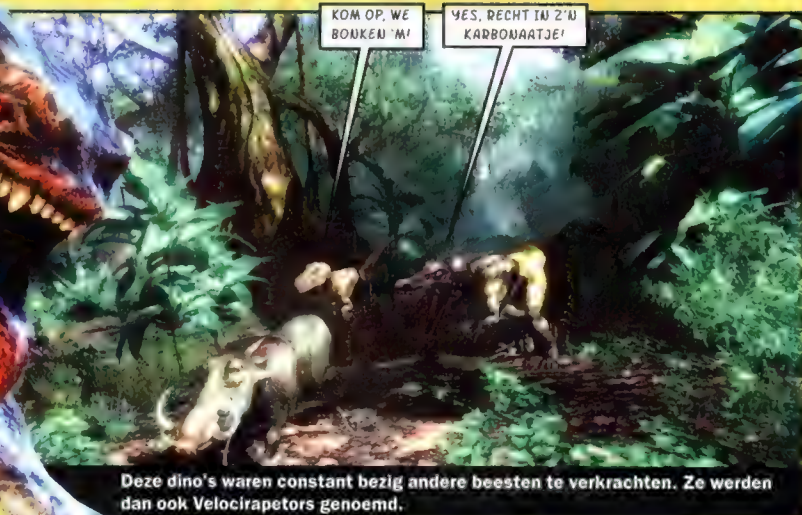 KOM OP, WE
BONKEN 'M!
YES, RECHT IN Z'N
KARBONAATJE!
Deze dino's waren constant bezig andere beesten te verkrachten. Ze werden
dan ook Velocirapetors genoemd.